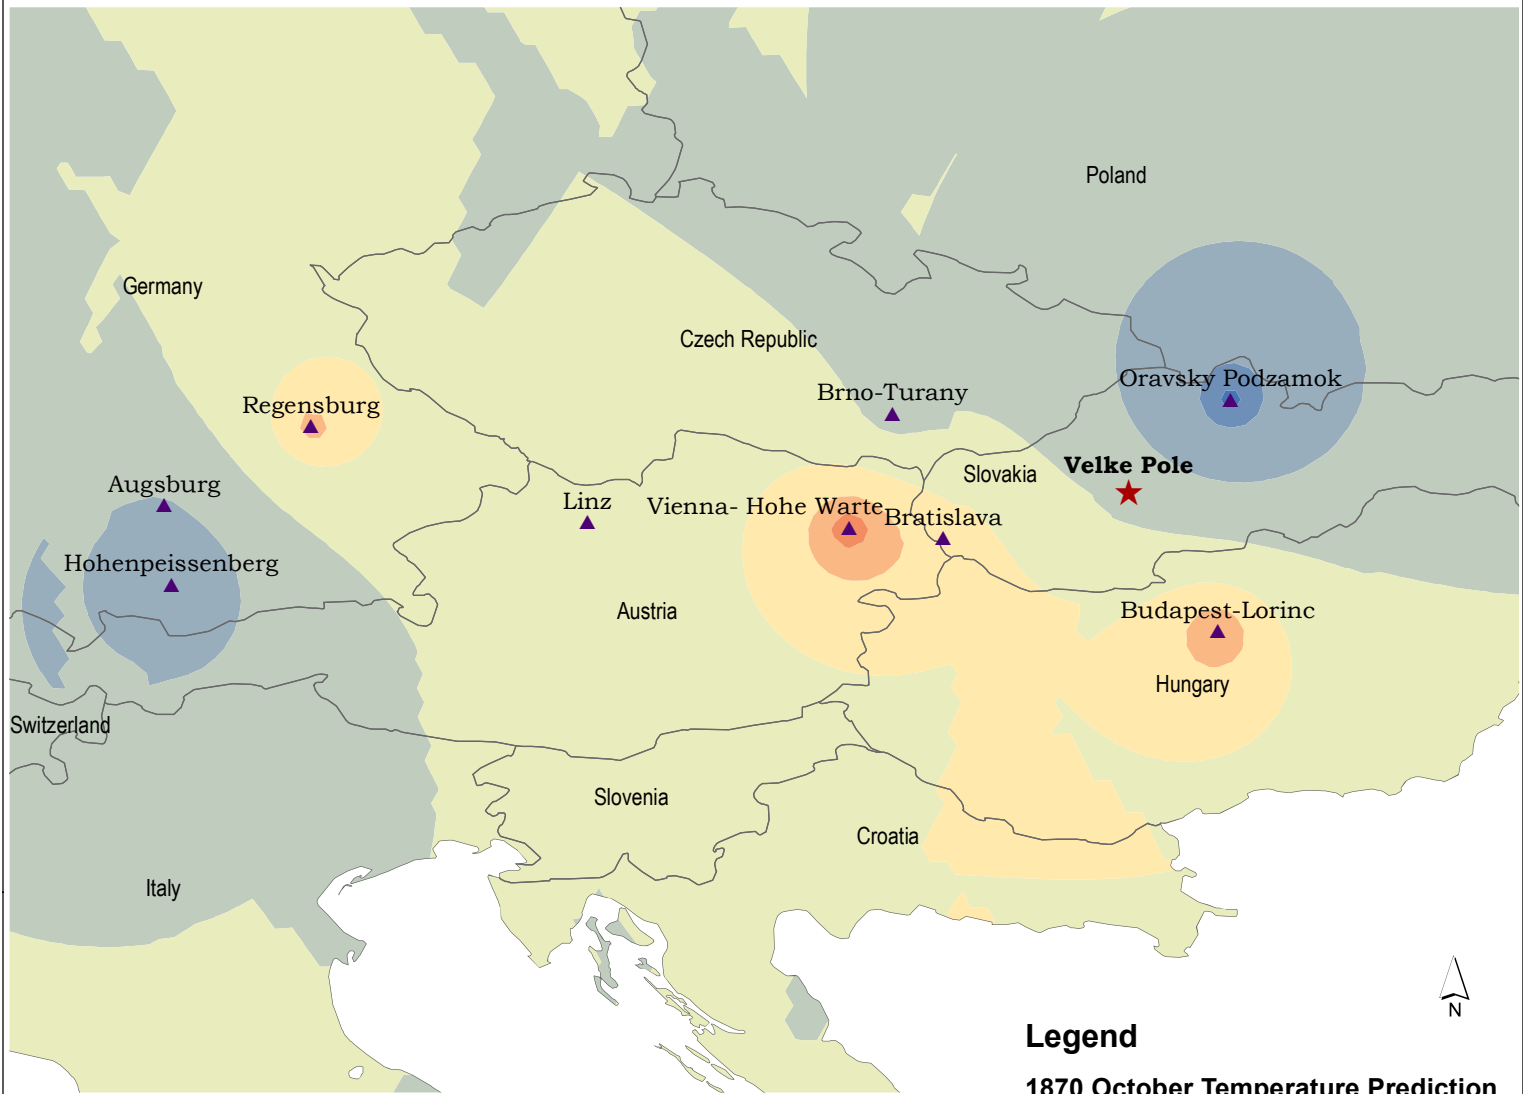 Poland
Germany
Czech Republic
Oravsky Podzamok
Brno-Turany
Regensburg
Velke Pole
Slovakia
Augsburg
Linz
Vienna- Hohe Warte
Bratislava
Hohenpeissenberg
Austria
Budapest-Lorinc
Hungary
Switzerland
Slovenia
Croatia
Italy
N
Legend
1870 October Temperature Prediction